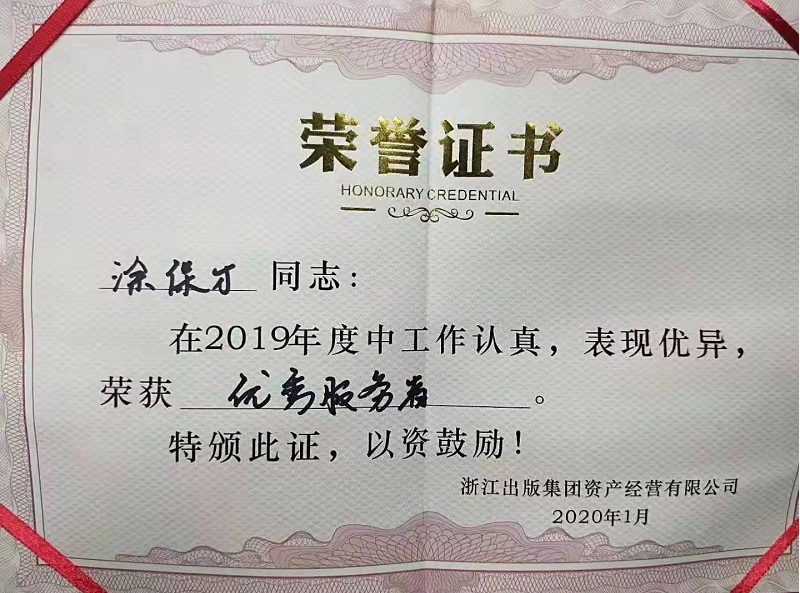 荣誉证书
HONORARY CREDENTIAL
涂保才 同志：
在2019年度中工作认真，表现优异，
荣获 优秀服务者。
特颁此证，以资鼓励！
浙江出版集团资产经营有限公司
2020年1月